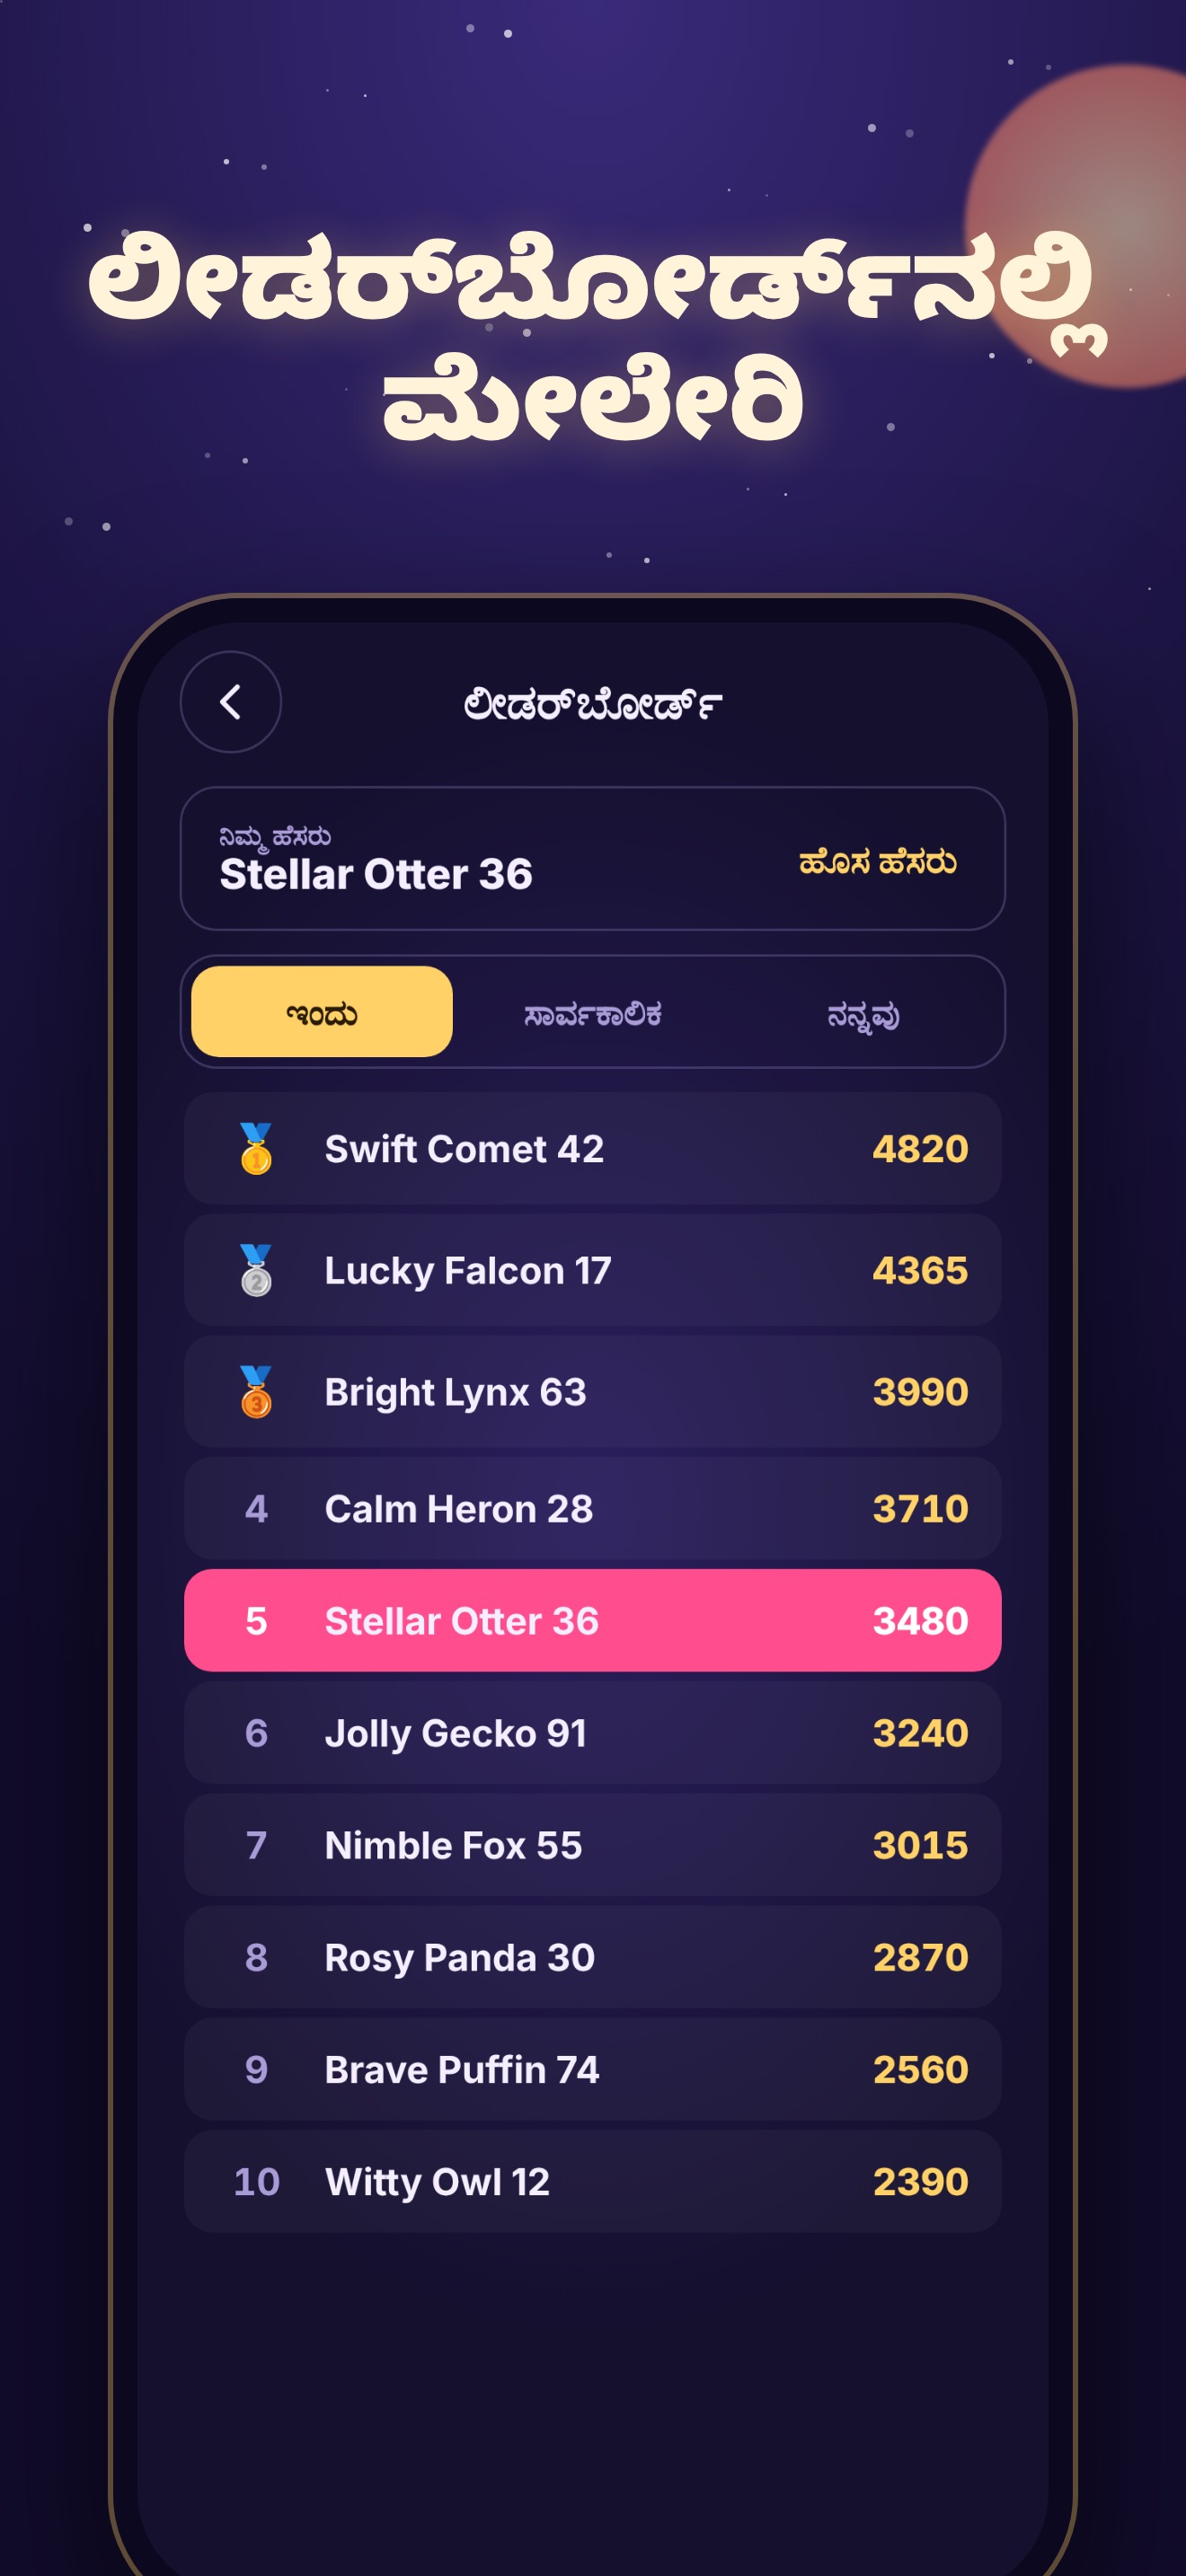 ಲೀಡರ್‌ಬೋರ್ಡ್‌ನಲ್ಲಿ
ಮೇಲೇರಿ
ಲೀಡರ್‌ಬೋರ್ಡ್
ನಿಮ್ಮ ಹೆಸರು
Stellar Otter 36
ಹೊಸ ಹೆಸರು
ಇಂದು ಸಾರ್ವಕಾಲಿಕ ನನ್ನವು
1 Swift Comet 42 4820
2 Lucky Falcon 17 4365
3 Bright Lynx 63 3990
4 Calm Heron 28 3710
5 Stellar Otter 36 3480
6 Jolly Gecko 91 3240
7 Nimble Fox 55 3015
8 Rosy Panda 30 2870
9 Brave Puffin 74 2560
10 Witty Owl 12 2390